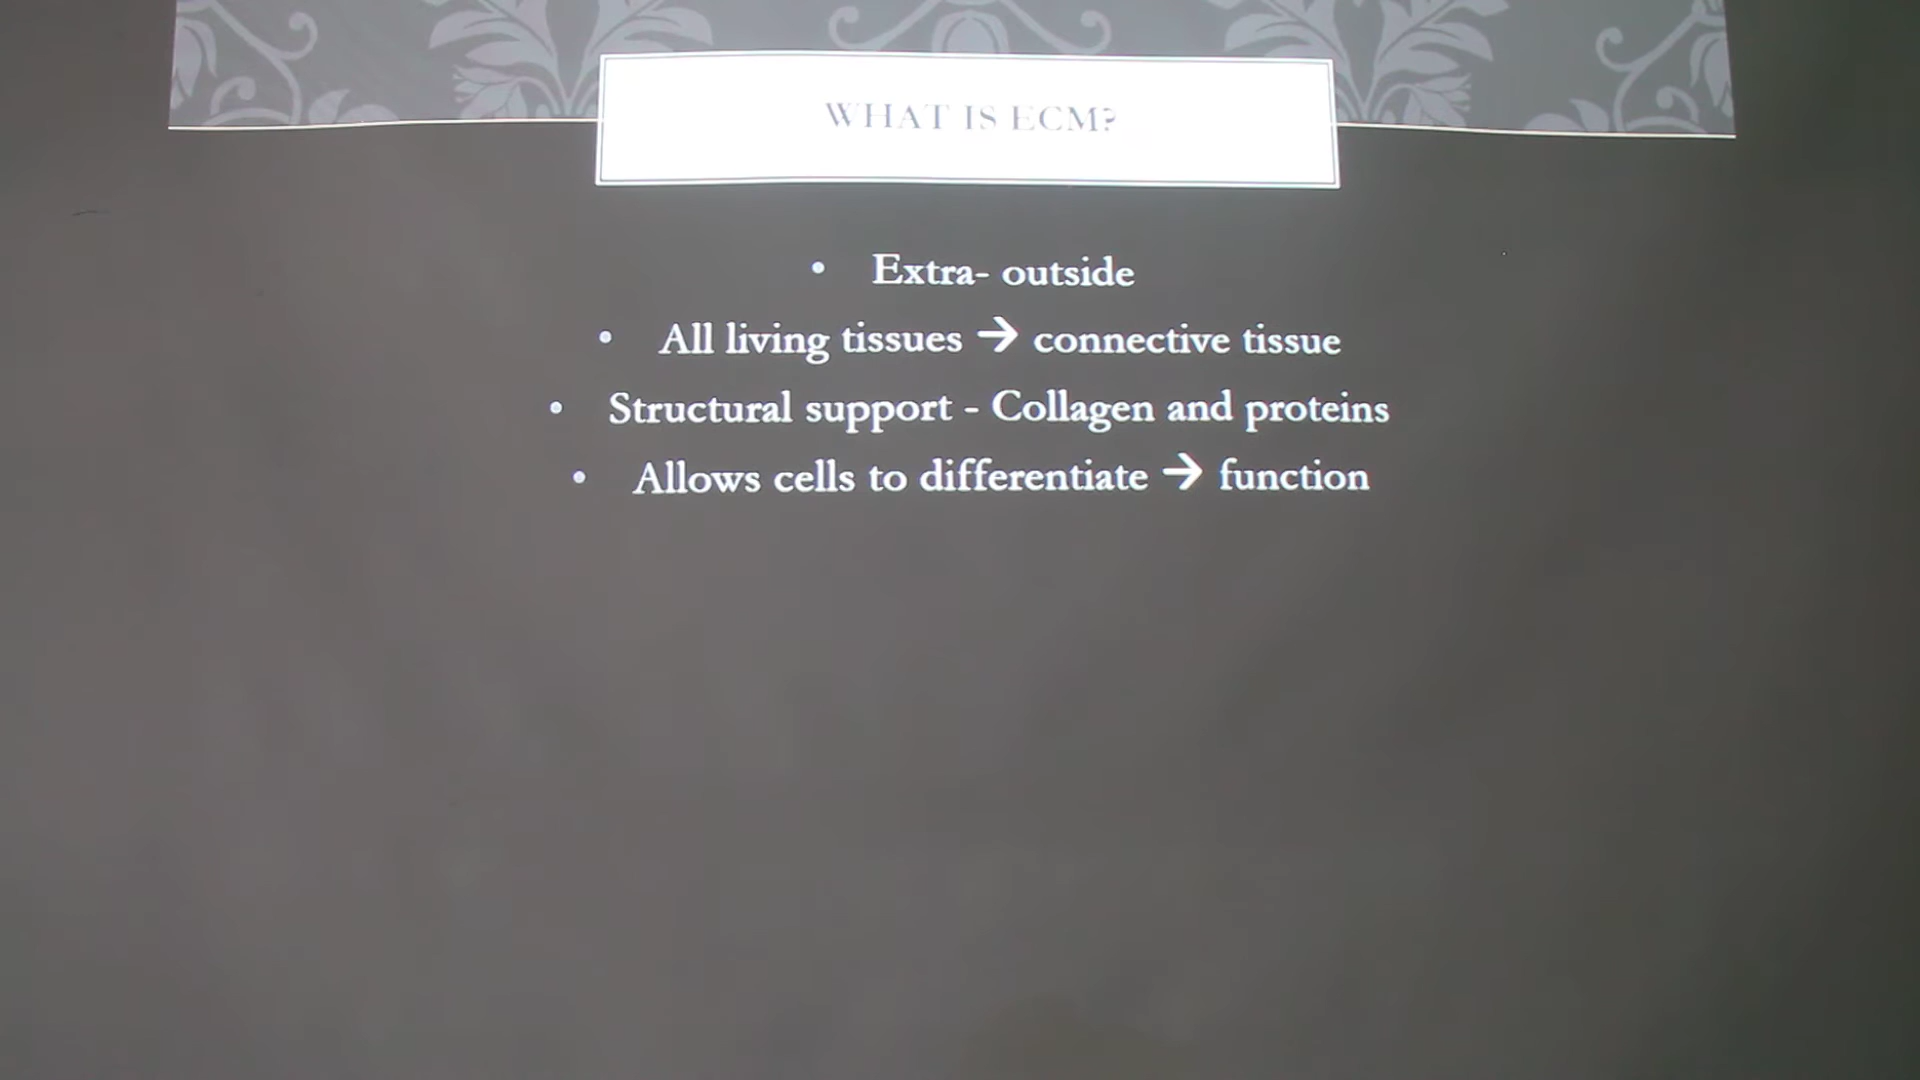 WHAT IS ECM?
• Extra- outside
• All living tissues → connective tissue
• Structural support - Collagen and proteins
• Allows cells to differentiate → function